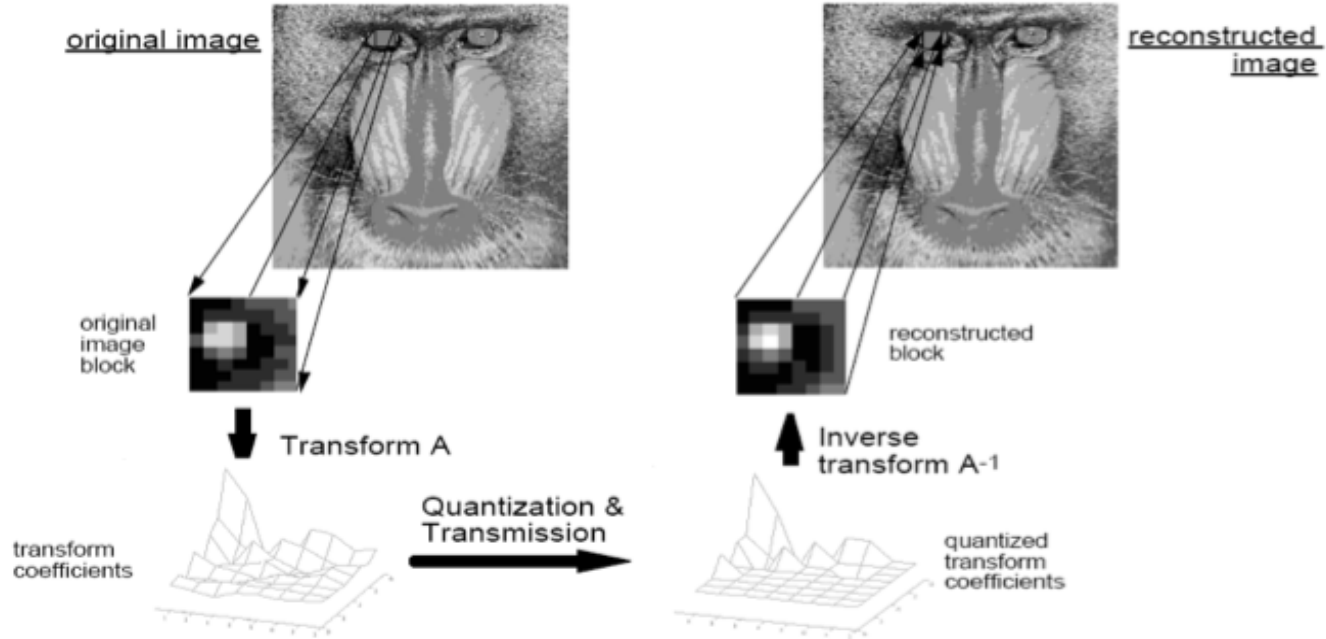 original image
reconstructed
image
original
image
block
reconstructed
block
Transform A
Inverse
transform A-1
Quantization &
Transmission
transform
coefficients
quantized
transform
coefficients